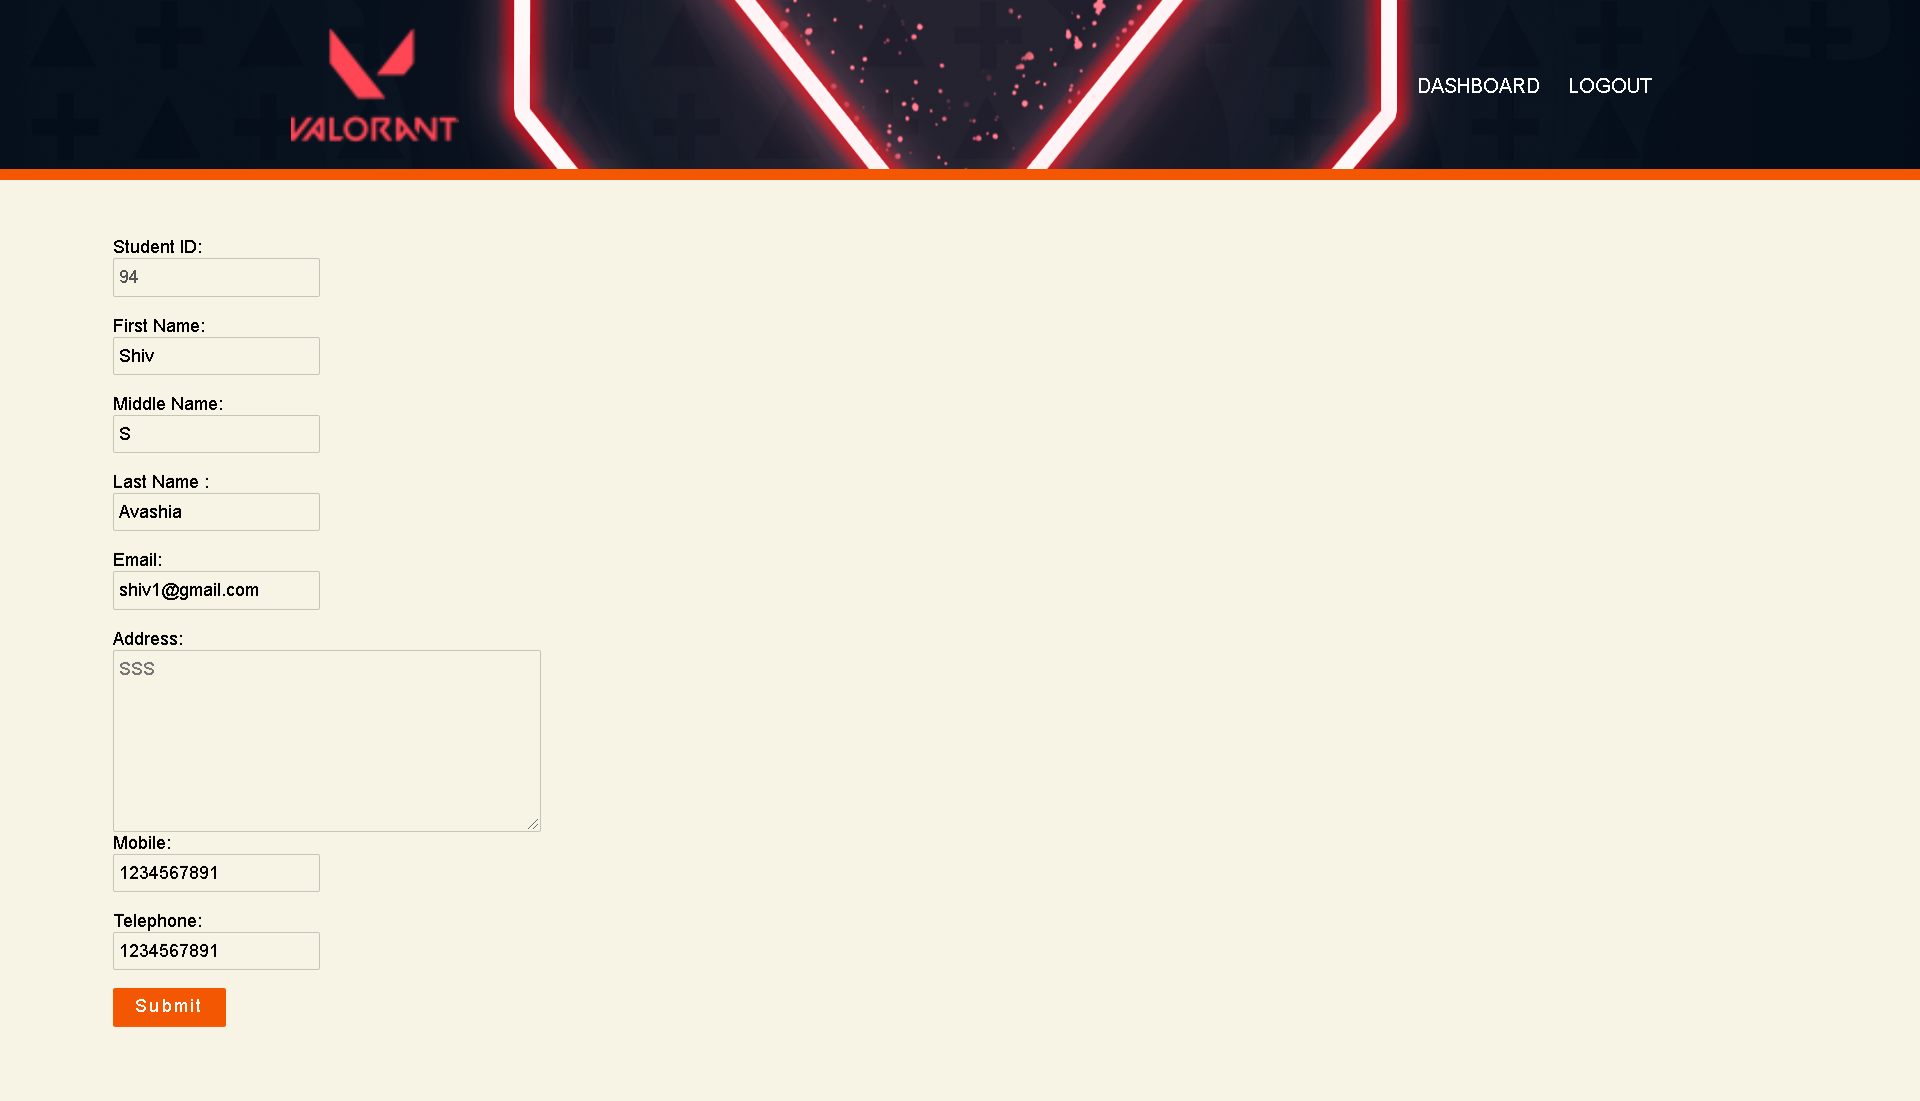 VALORANT
DASHBOARD LOGOUT
Student ID:
94
First Name:
Shiv
Middle Name:
S
Last Name :
Avashia
Email:
shiv1@gmail.com
Address:
SSS
Mobile:
1234567891
Telephone:
1234567891
Submit